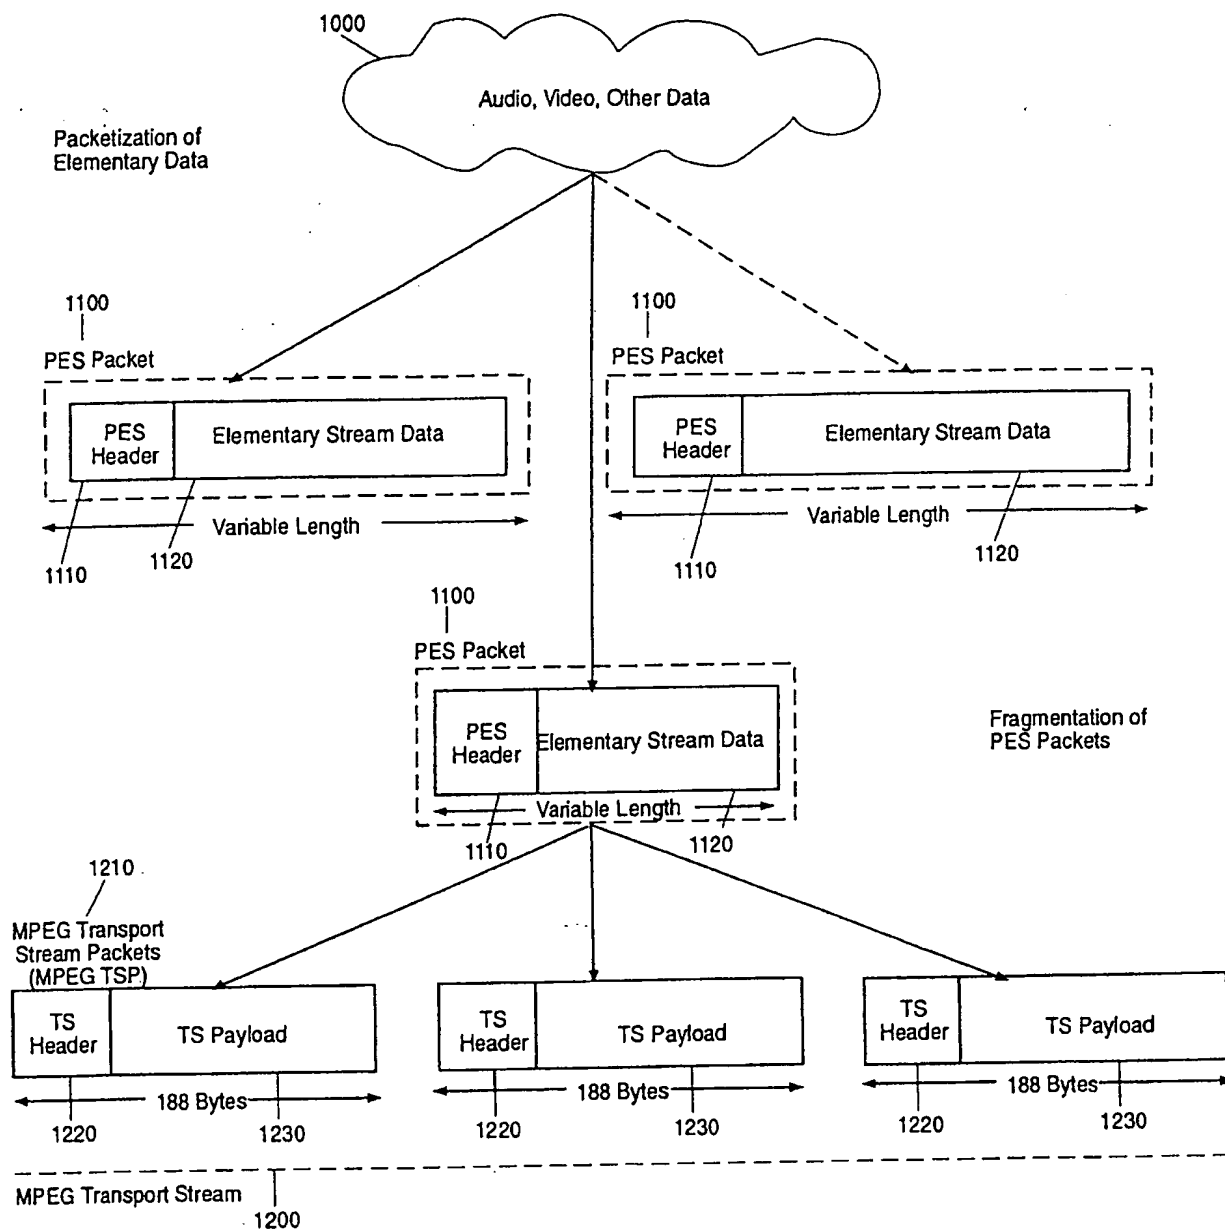 1000
Audio, Video, Other Data
Packetization of
Elementary Data
1100
PES Packet
PES
Header
Elementary Stream Data
Variable Length
1110
1120
1100
PES Packet
PES
Header
Elementary Stream Data
Variable Length
1110
1120
1100
PES Packet
PES
Header
Elementary Stream Data
Variable Length
1110
1120
Fragmentation of
PES Packets
1210
MPEG Transport
Stream Packets
(MPEG TSP)
TS
Header
TS Payload
188 Bytes
1220
1230
TS
Header
TS Payload
188 Bytes
1220
1230
TS
Header
TS Payload
188 Bytes
1220
1230
MPEG Transport Stream
1200